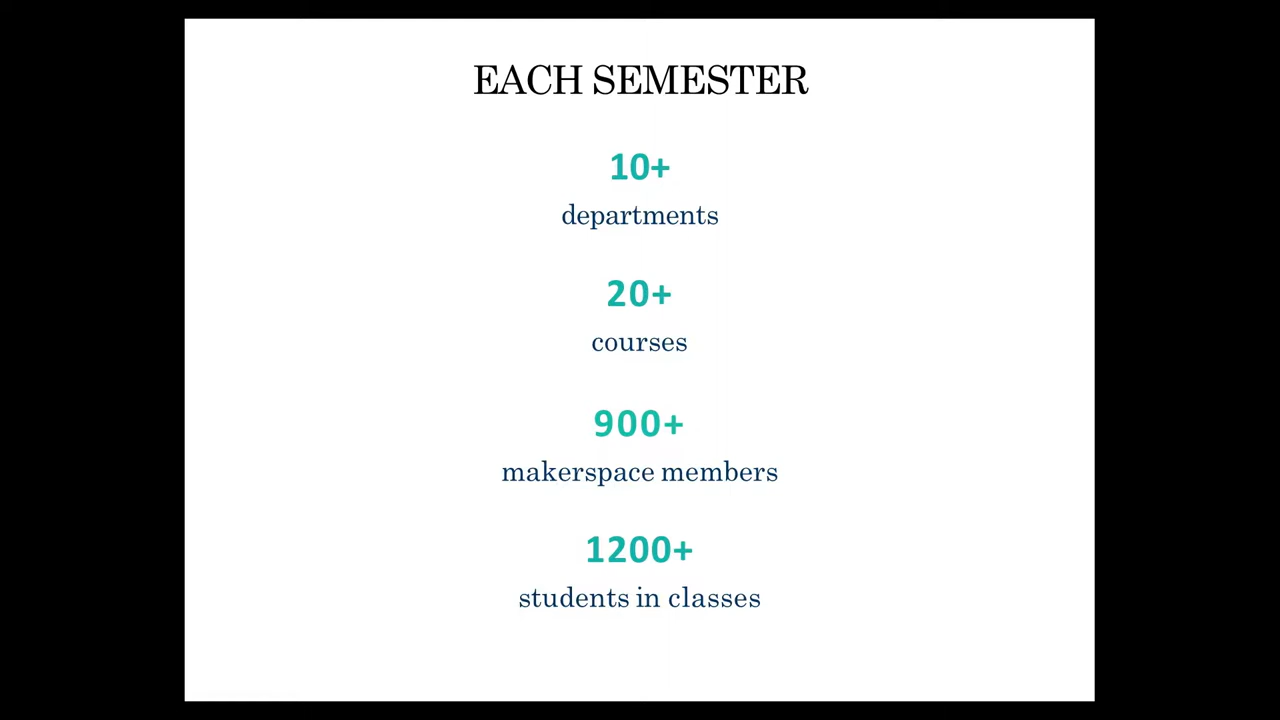 EACH SEMESTER
10+
departments
20+
courses
900+
makerspace members
1200+
students in classes